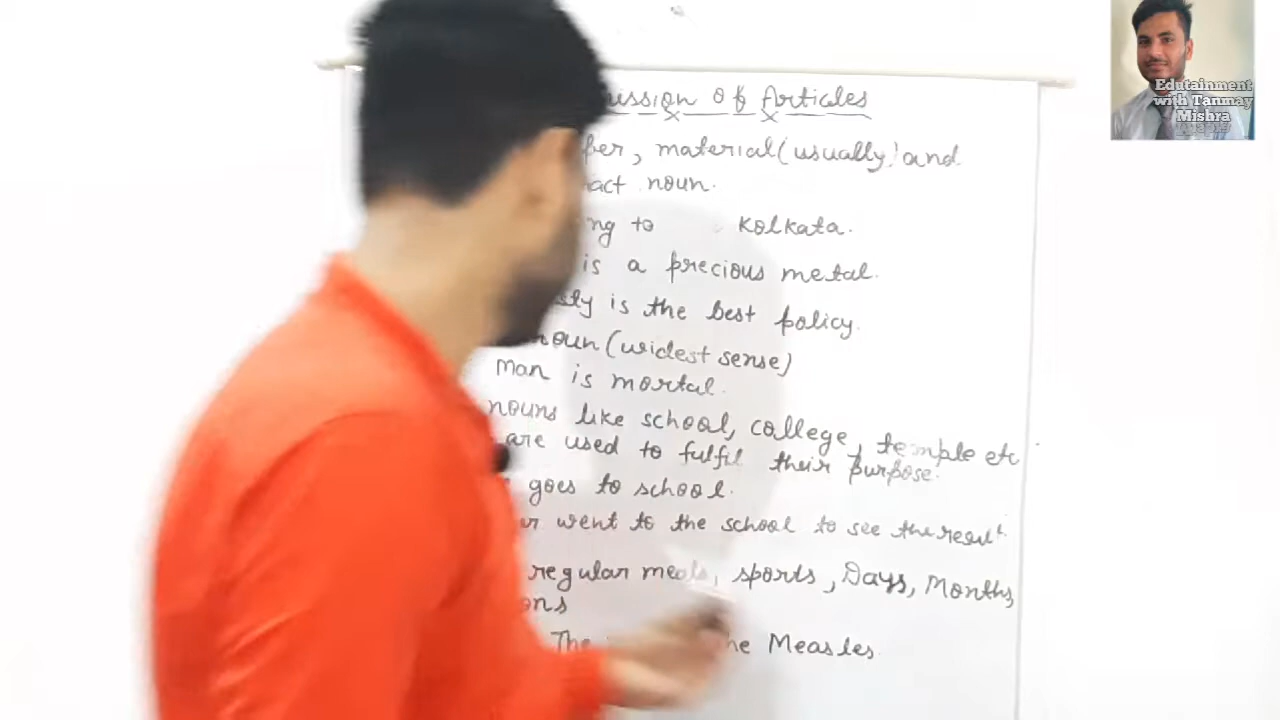 Edutainment
with Tanmay
Mishra
ussion of Articles
per, material (usually) and
act noun.
ng to Kolkata.
is a precious metal.
sty is the best policy.
noun (widest sense)
Man is mortal.
nouns like school, college, temple etc
are used to fulfil their purpose.
goes to school.
went to the school to see the result.
regular meals, sports, Days, Months,
ons
The he Measles.